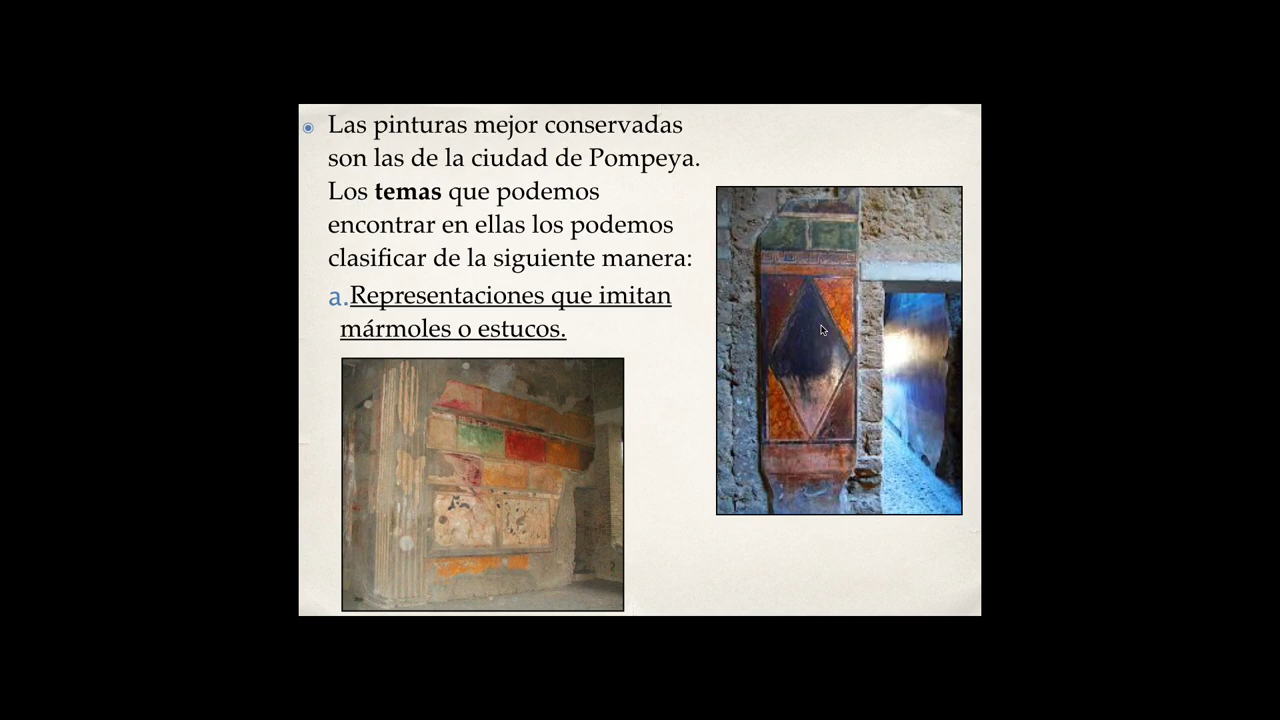 Las pinturas mejor conservadas
son las de la ciudad de Pompeya.
Los temas que podemos
encontrar en ellas los podemos
clasificar de la siguiente manera:
a.Representaciones que imitan
mármoles o estucos.